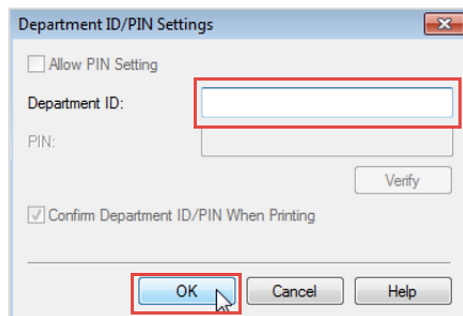 Department ID/PIN Settings
Allow PIN Setting
Department ID:
PIN:
Verify
Confirm Department ID/PIN When Printing
OK Cancel Help